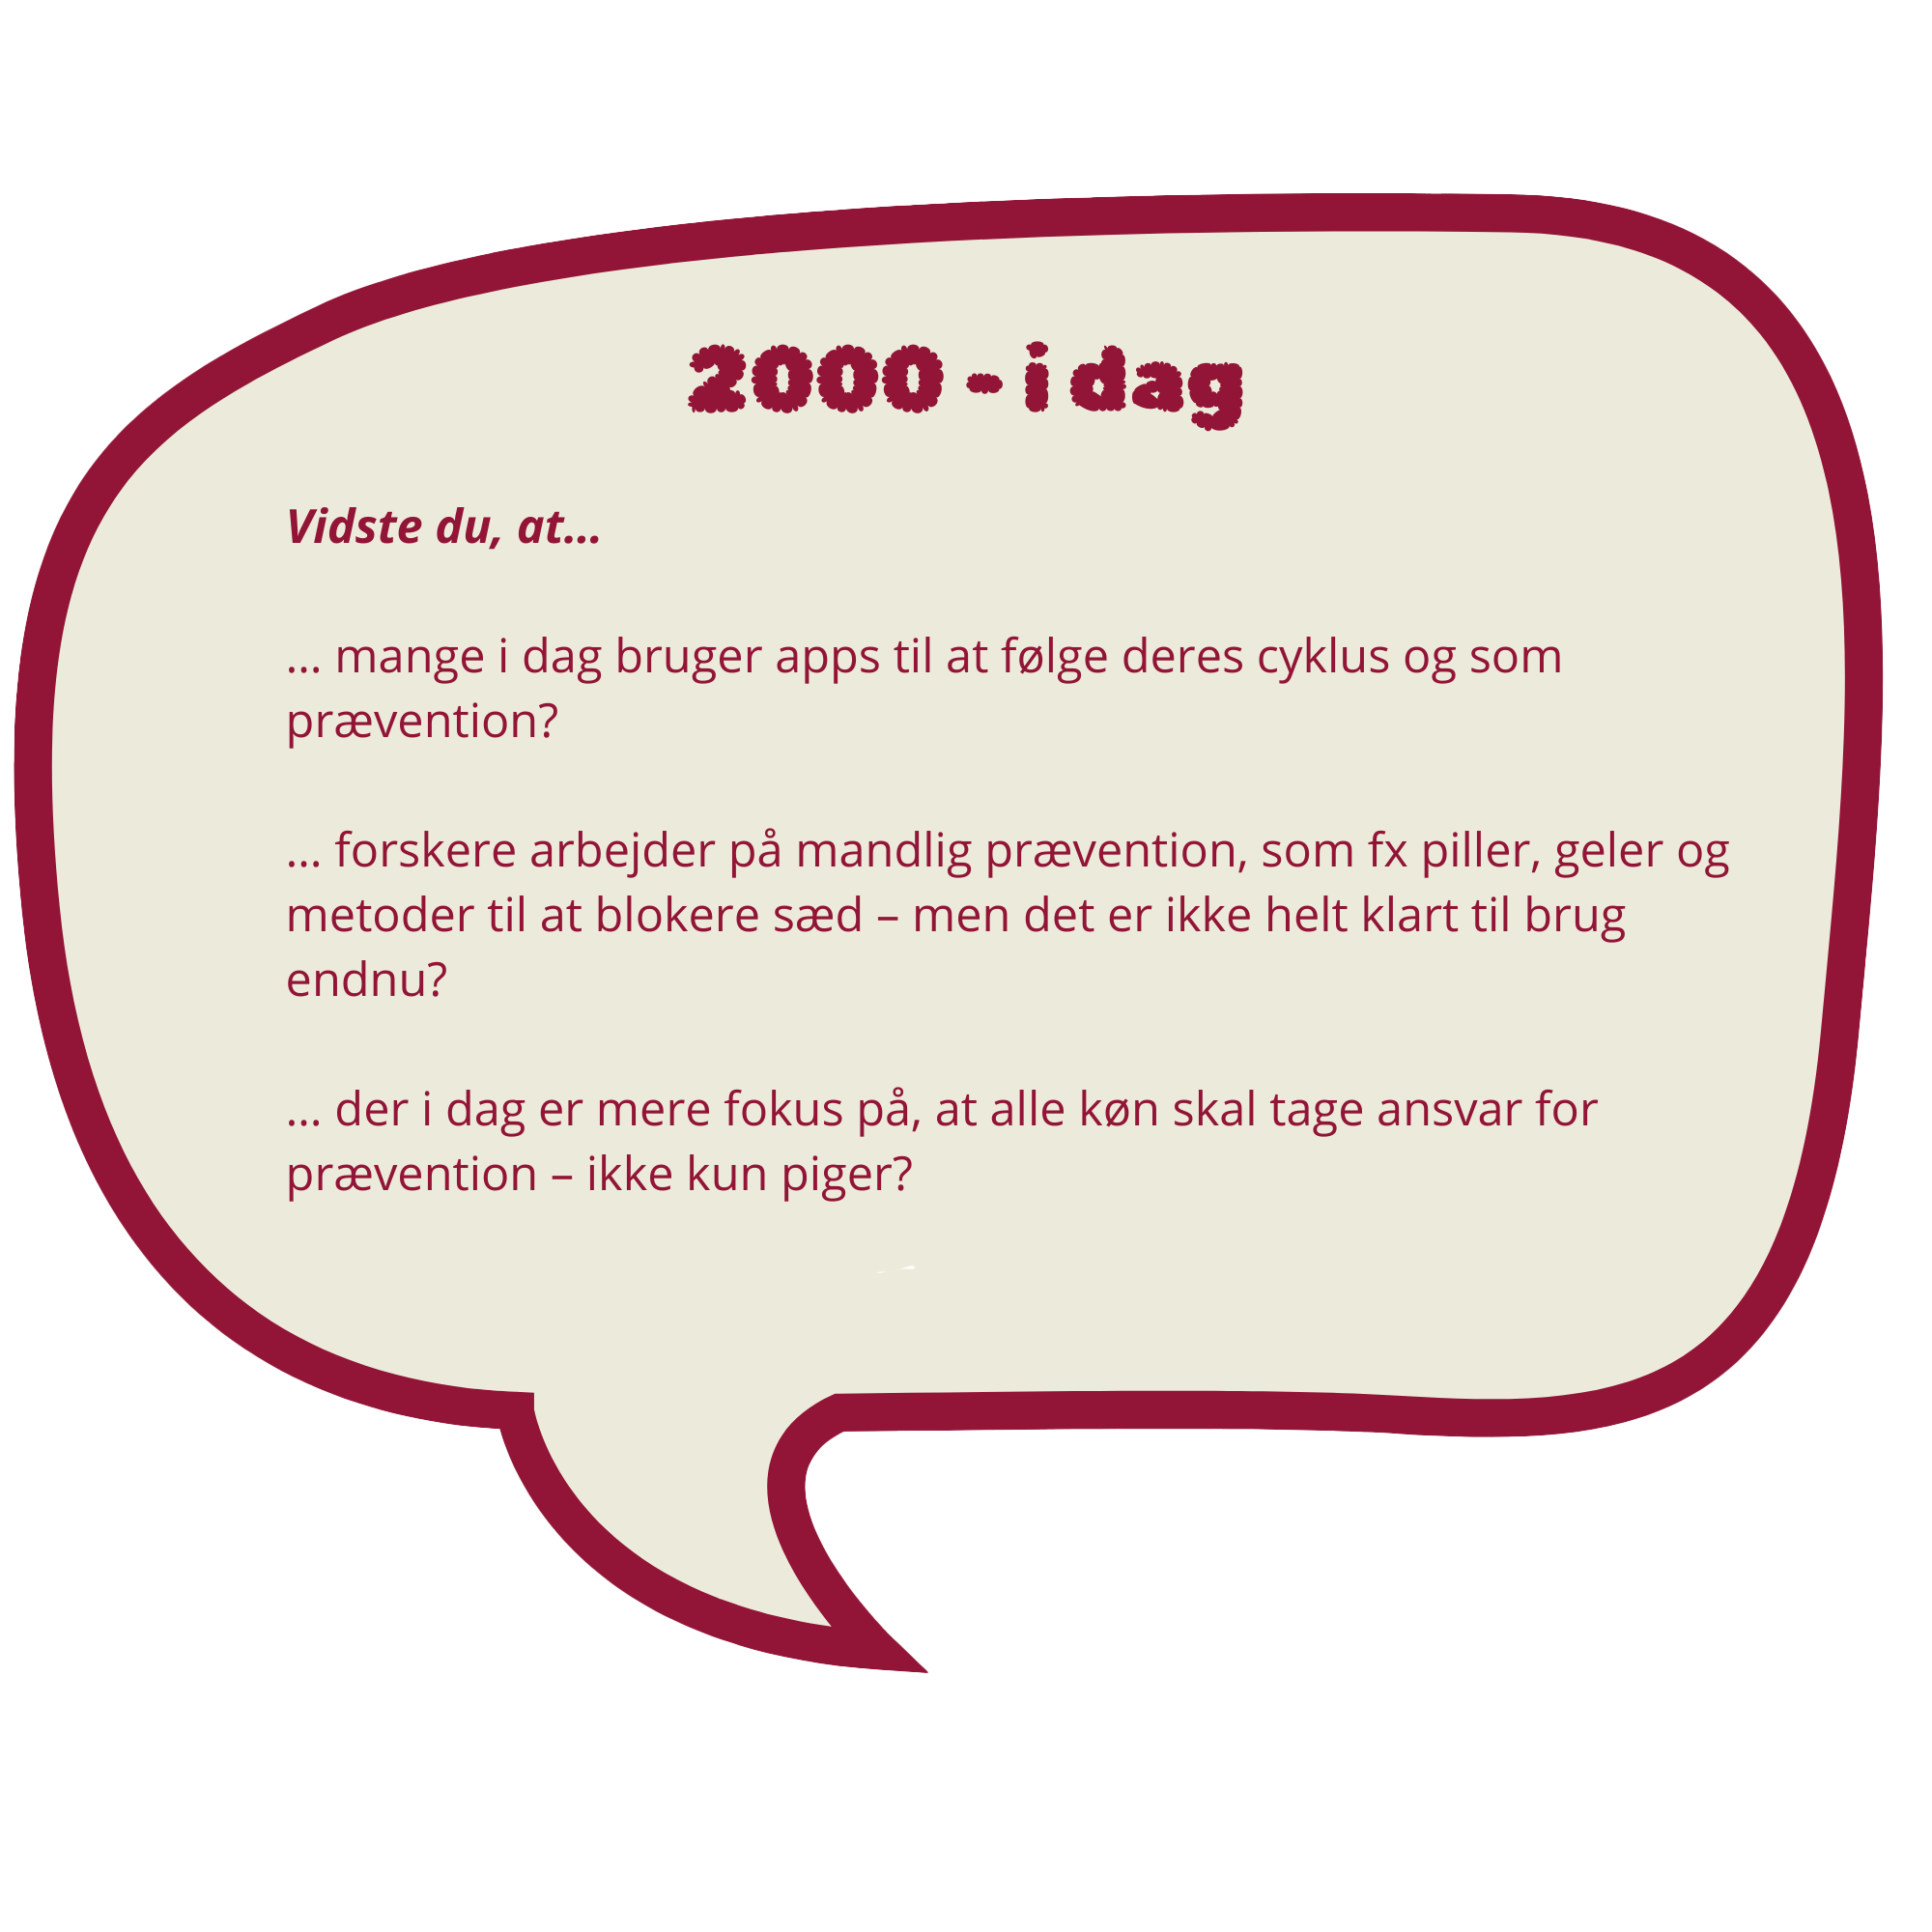 2000 - i dag
Vidste du, at...
... mange i dag bruger apps til at følge deres cyklus og som
prævention?
... forskere arbejder på mandlig prævention, som fx piller, geler og
metoder til at blokere sæd – men det er ikke helt klart til brug
endnu?
... der i dag er mere fokus på, at alle køn skal tage ansvar for
prævention – ikke kun piger?